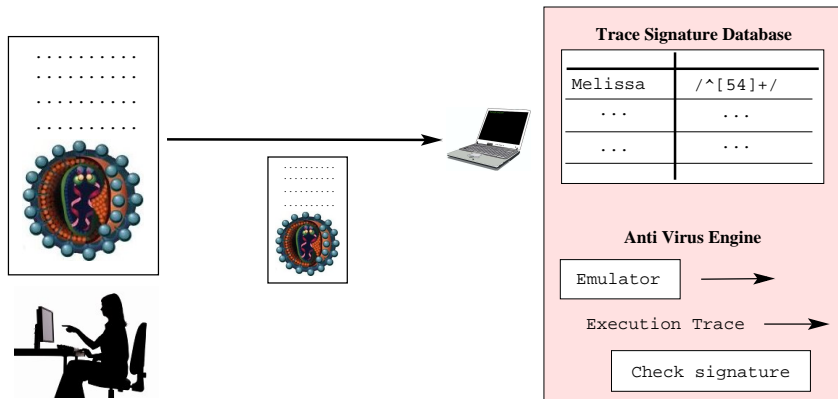 Trace Signature Database
Melissa /^[54]+/
... ...
... ...
Anti Virus Engine
Emulator
Execution Trace
Check signature